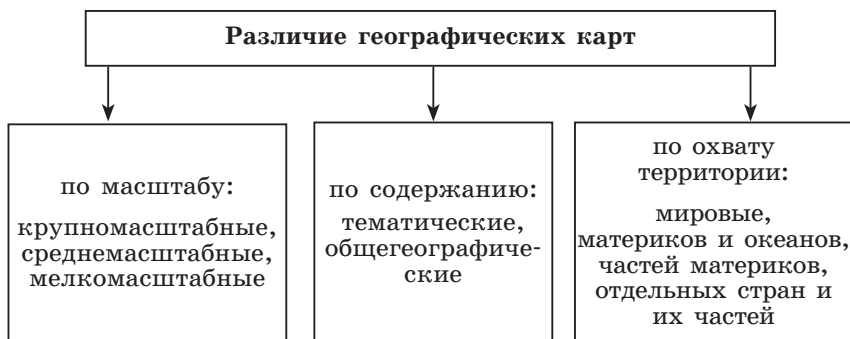 Различие географических карт
по масштабу:
крупномасштабные,
среднемасштабные,
мелкомасштабные
по содержанию:
тематические,
общегеографиче-
ские
по охвату
территории:
мировые,
материков и океанов,
частей материков,
отдельных стран и
их частей